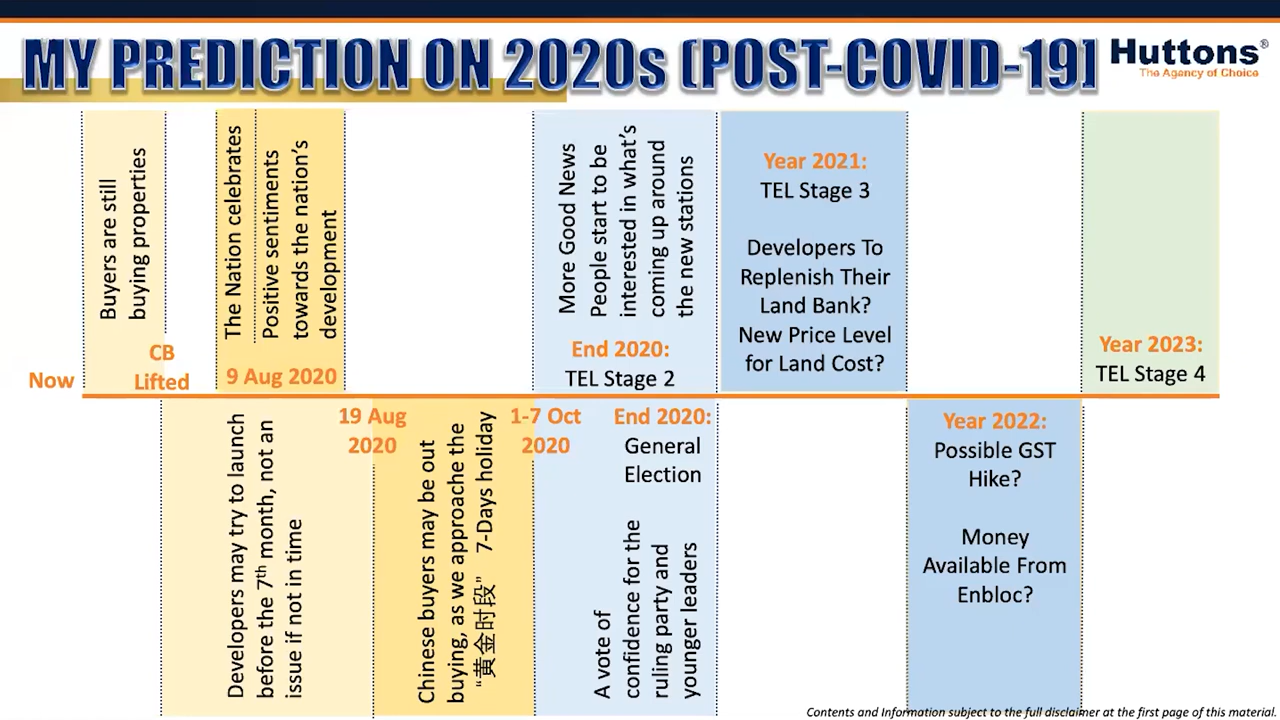 MY PREDICTION ON 2020s [POST-COVID-19]
Huttons®
The Agency of Choice
Now
Buyers are still
buying properties
CB
Lifted
The Nation celebrates
Positive sentiments
towards the nation's
development
9 Aug 2020
More Good News
People start to be
interested in what's
coming up around
the new stations
End 2020:
TEL Stage 2
Year 2021:
TEL Stage 3
Developers To
Replenish Their
Land Bank?
New Price Level
for Land Cost?
Year 2023:
TEL Stage 4
Developers may try to launch
before the 7th month, not an
issue if not in time
19 Aug
2020
Chinese buyers may be out
buying, as we approache the
“黄金时段” 7-Days holiday
1-7 Oct
2020
End 2020:
General
Election
A vote of
confidence for the
ruling party and
younger leaders
Year 2022:
Possible GST
Hike?
Money
Available From
Enbloc?
Contents and Information subject to the full disclaimer at the first page of this material.